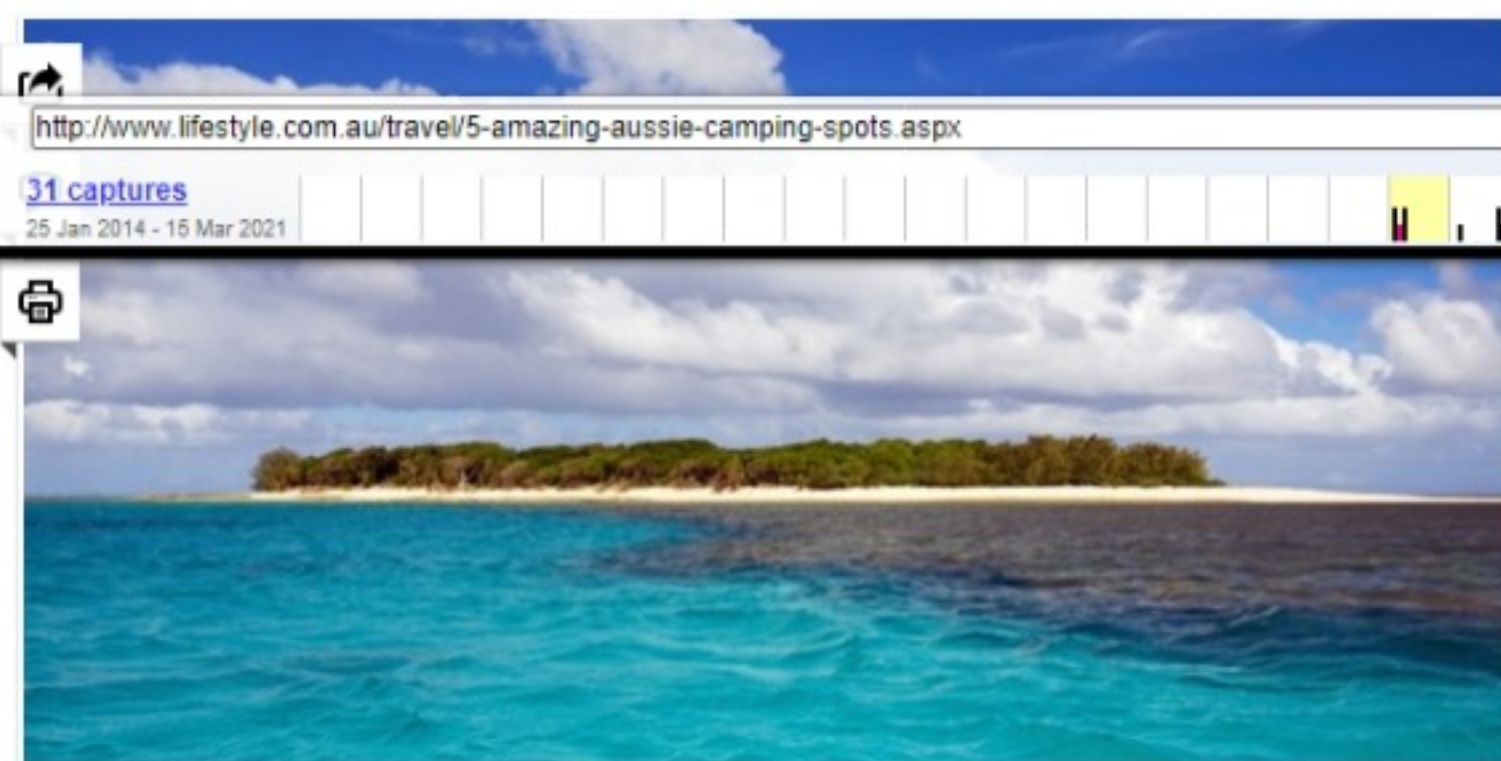 http://www.lifestyle.com.au/travel/5-amazing-aussie-camping-spots.aspx
31 captures
25 Jan 2014 - 15 Mar 2021